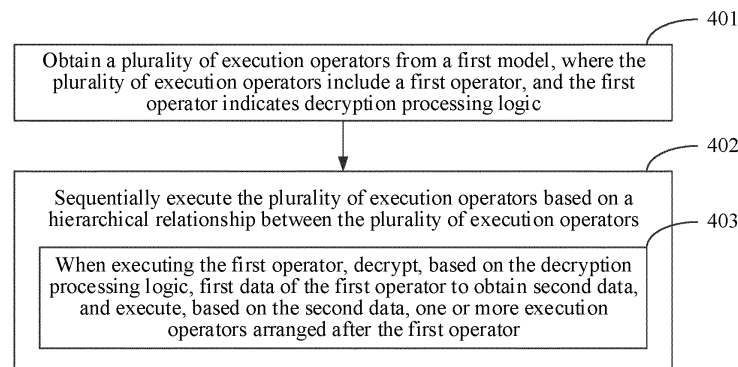 401
Obtain a plurality of execution operators from a first model, where the
plurality of execution operators include a first operator, and the first
operator indicates decryption processing logic
402
Sequentially execute the plurality of execution operators based on a
hierarchical relationship between the plurality of execution operators
403
When executing the first operator, decrypt, based on the decryption
processing logic, first data of the first operator to obtain second data,
and execute, based on the second data, one or more execution
operators arranged after the first operator